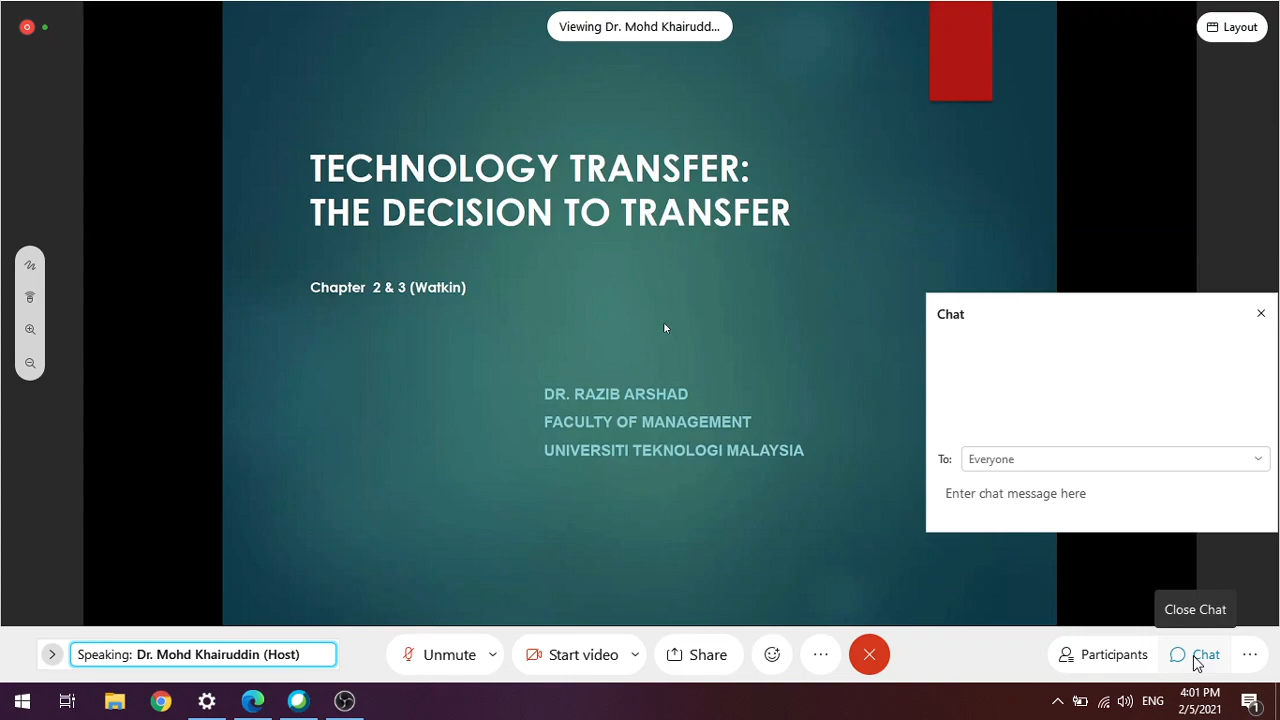 Viewing Dr. Mohd Khairudd...
Layout
TECHNOLOGY TRANSFER:
THE DECISION TO TRANSFER
Chapter 2 & 3 (Watkin)
DR. RAZIB ARSHAD
FACULTY OF MANAGEMENT
UNIVERSITI TEKNOLOGI MALAYSIA
Chat
To: Everyone
Enter chat message here
Close Chat
Speaking: Dr. Mohd Khairuddin (Host)
Unmute
Start video
Share
Participants
Chat
ENG
4:01 PM
2/5/2021
1